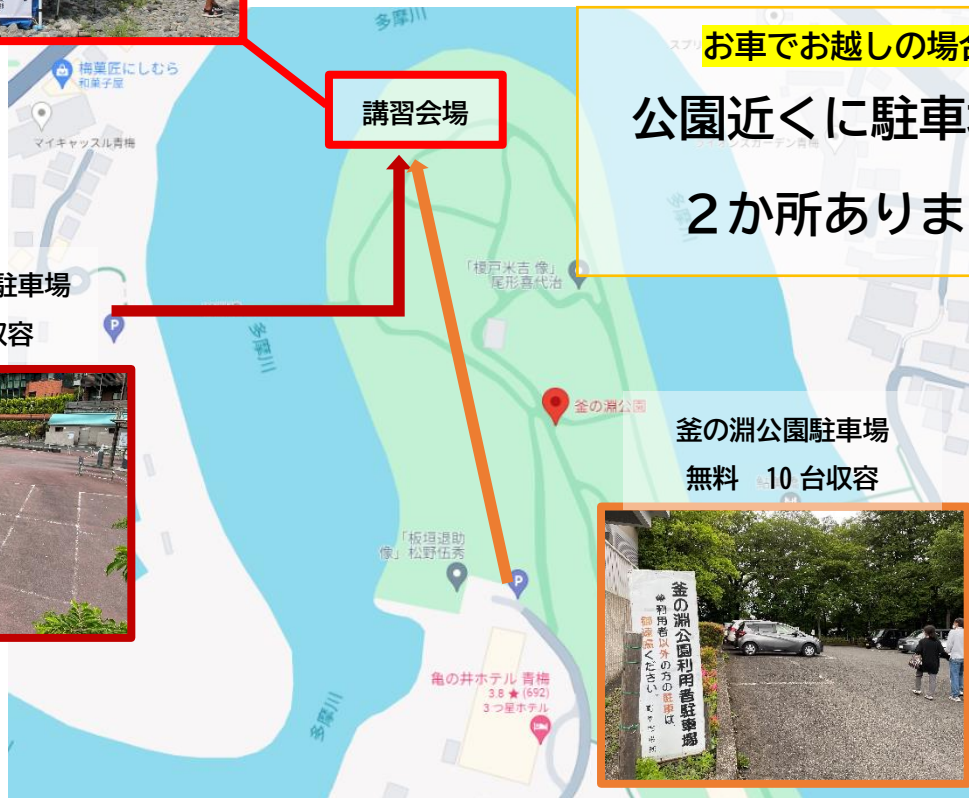 多摩川
梅菓匠にしむら
和菓子屋
マイキャッスル青梅
講習会場
お車でお越しの場合
公園近くに駐車
２か所ありま
「榎戸米吉 像」
尾形喜代治
駐車場
収容
P
多摩川
釜の淵公園
釜の淵公園駐車場
無料 10 台収容
「板垣退助
像」松野伍秀
P
亀の井ホテル 青梅
3.8 ★ (692)
3 つ星ホテル
多摩川
釜の淵公園利用者駐車場
利用者以外の方の駐車は
ください。